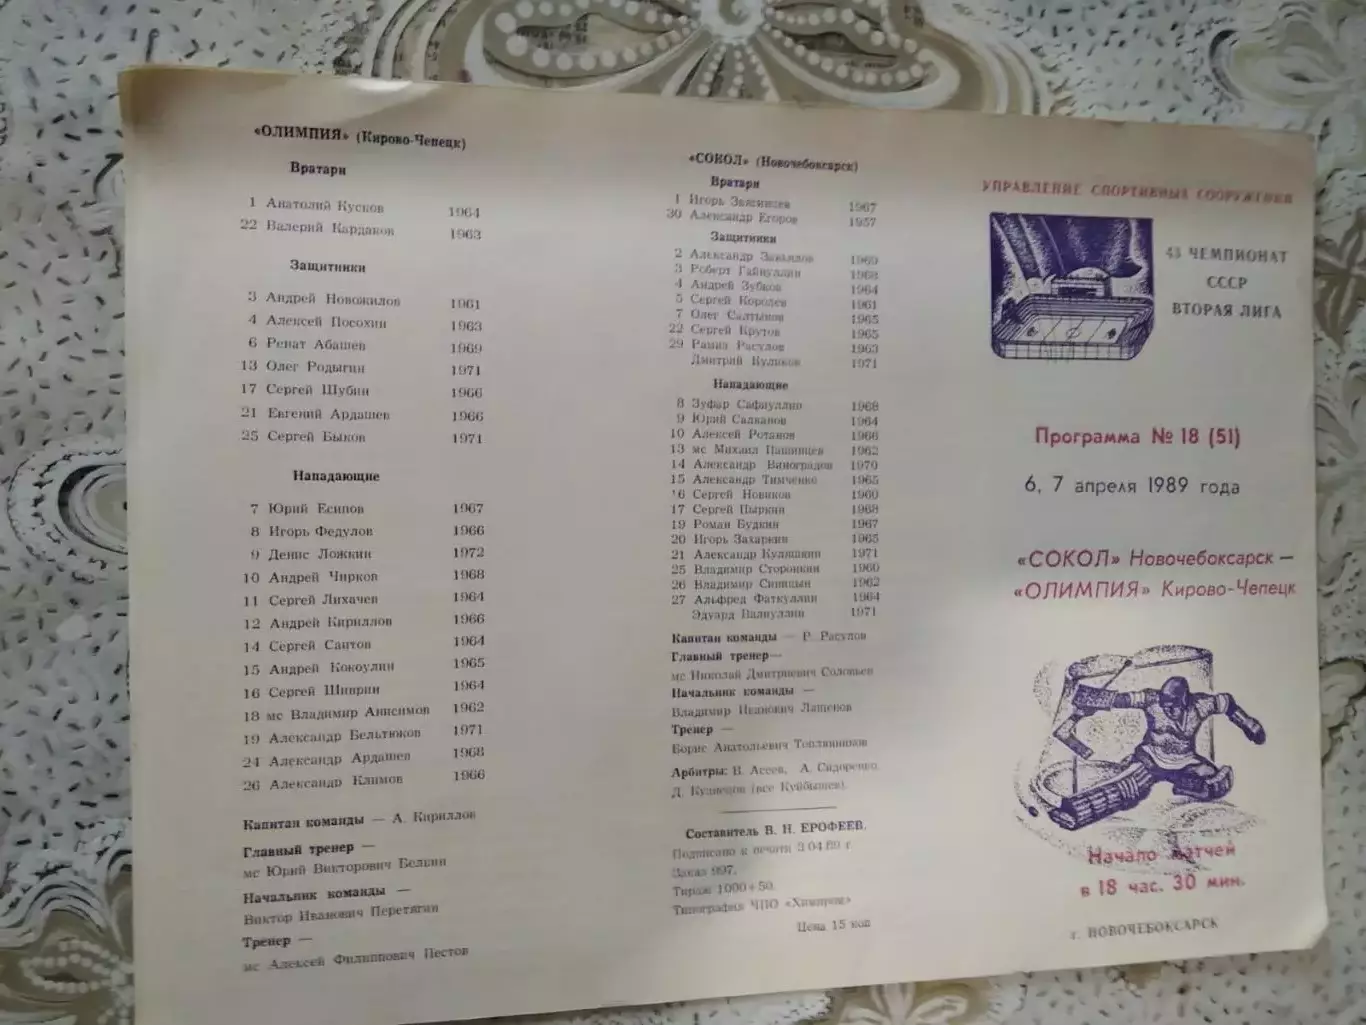 «ОЛИМПИЯ» (Кирово-Чепецк)
Вратари
1 Анатолий Кусков 1964
22 Валерий Кардаков 1963
Защитники
3 Андрей Новожилов 1961
4 Алексей Посохин 1963
6 Ренат Абашев 1969
13 Олег Родыгин 1971
17 Сергей Шубин 1966
21 Евгений Ардашев 1966
25 Сергей Быков 1971
Нападающие
7 Юрий Есипов 1967
8 Игорь Федулов 1966
9 Денис Ложкин 1972
10 Андрей Чирков 1968
11 Сергей Лихачев 1964
12 Андрей Кириллов 1966
14 Сергей Саитов 1964
15 Андрей Кокоулин 1965
16 Сергей Шиврин 1964
18 мс Владимир Анисимов 1962
19 Александр Бельтюков 1971
24 Александр Ардашев 1968
26 Александр Климов 1966
Капитан команды — А. Кириллов
Главный тренер —
мс Юрий Викторович Белкин
Начальник команды —
Виктор Иванович Перетягин
Тренер —
мс Алексей Филиппович Пестов
«СОКОЛ» (Новочебоксарск)
Вратари
1 Игорь 1967
30 Александр Егоров 1957
Защитники
2 Александр 1969
3 Роберт Гайнуллин 1968
4 Андрей Зубков 1964
5 Сергей Королев 1961
7 Олег Салтыков 1965
22 Сергей Крутов 1965
29 Рамиз Расулов 1963
Дмитрий Куликов 1971
Нападающие
8 Зуфар Сафиуллин 1968
9 Юрий Салканов 1964
10 Алексей Ротанов 1966
13 мс Михаил Пашинцев 1962
14 Александр Виноградов 1970
15 Александр Тимченко 1965
16 Сергей Новиков 1960
17 Сергей Цыркин 1968
19 Роман Будкин 1967
20 Игорь Захаркин 1965
21 Александр Куляшкин 1971
25 Владимир Сторонкин 1960
26 Владимир Синицын 1962
27 Альфред Фаткуллин 1964
Эдуард Валиуллин 1971
Капитан команды — Р. Расулов
Главный тренер—
мс Николай Дмитриевич Соловьев
Начальник команды —
Владимир Иванович Лашенов
Тренер —
Борис Анатольевич Топлянинов
Арбитры: В. Асеев, А. Сидоренко,
Д. Кузнецов (все Куйбышев).
Составитель В. Н. ЕРОФЕЕВ.
Подписано к печати 3.04.89 г.
Заказ 997.
Тираж 1000+50.
Типография ЧПО «Химпром»
Цена 15 коп
УПРАВЛЕНИЕ СПОРТИВНЫХ СООРУЖЕНИЙ
43 ЧЕМПИОНАТ
СССР
ВТОРАЯ ЛИГА
Программа № 18 (51)
6, 7 апреля 1989 года
«СОКОЛ» Новочебоксарск —
«ОЛИМПИЯ» Кирово-Чепецк
Начало матчей
в 18 час. 30 мин.
г. НОВОЧЕБОКСАРСК